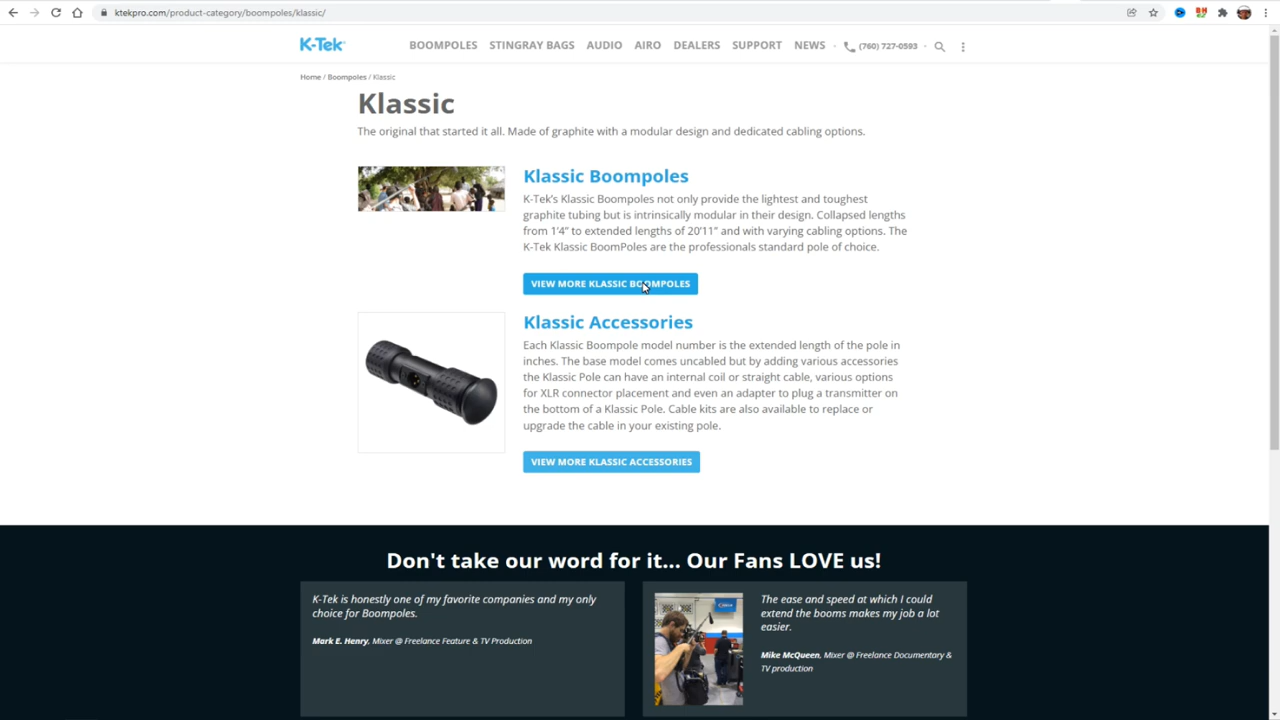 ktekpro.com/product-category/boompoles/klassic/
K-Tek
BOOMPOLES STINGRAY BAGS AUDIO AIRO DEALERS SUPPORT NEWS (760) 727-0593
Home / Boompoles / Klassic
Klassic
The original that started it all. Made of graphite with a modular design and dedicated cabling options.
Klassic Boompoles
K-Tek's Klassic Boompoles not only provide the lightest and toughest
graphite tubing but is intrinsically modular in their design. Collapsed lengths
from 1'4" to extended lengths of 20'11" and with varying cabling options. The
K-Tek Klassic BoomPoles are the professionals standard pole of choice.
VIEW MORE KLASSIC BOOMPOLES
Klassic Accessories
Each Klassic Boompole model number is the extended length of the pole in
inches. The base model comes uncabled but by adding various accessories
the Klassic Pole can have an internal coil or straight cable, various options
for XLR connector placement and even an adapter to plug a transmitter on
the bottom of a Klassic Pole. Cable kits are also available to replace or
upgrade the cable in your existing pole.
VIEW MORE KLASSIC ACCESSORIES
Don't take our word for it... Our Fans LOVE us!
K-Tek is honestly one of my favorite companies and my only
choice for Boompoles.
Mark E. Henry, Mixer @ Freelance Feature & TV Production
The ease and speed at which I could
extend the booms makes my job a lot
easier.
Mike McQueen, Mixer @ Freelance Documentary &
TV production